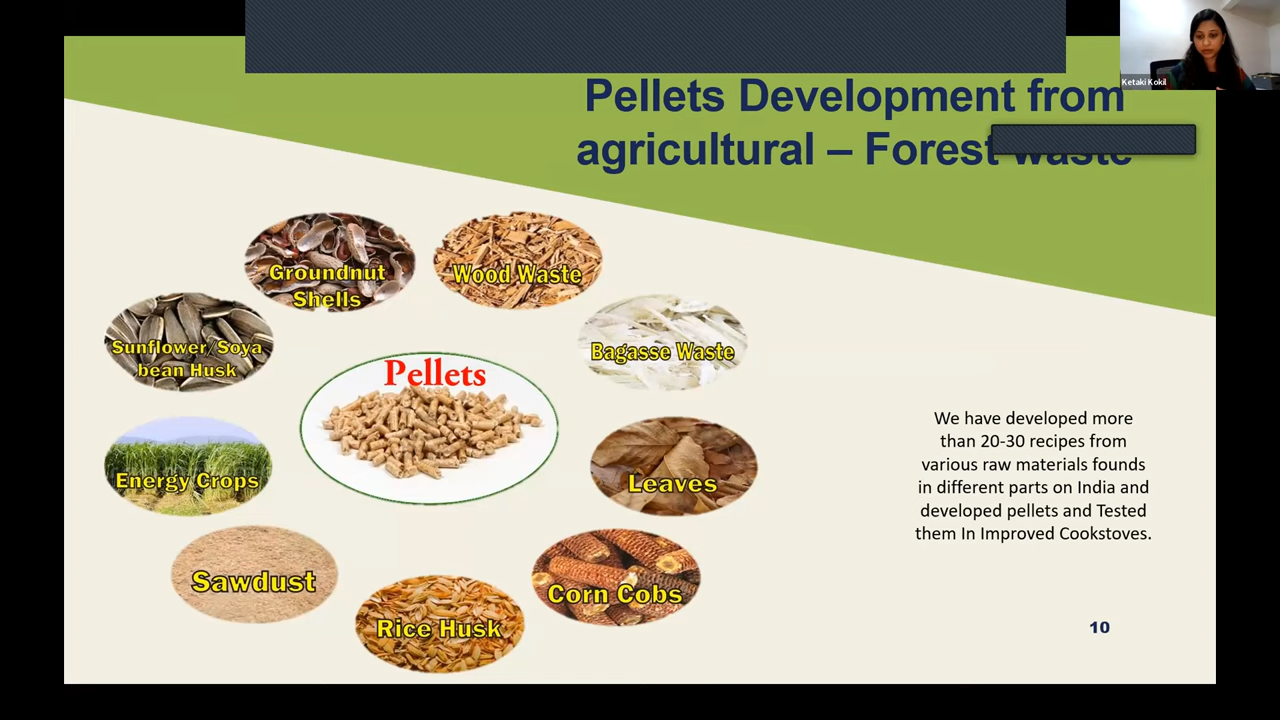 Ketaki Kokil
Pellets Development from
agricultural – Forest waste
Groundnut
Shells
Wood Waste
Sunflower/Soya
bean Husk
Bagasse Waste
Pellets
Energy Crops
Leaves
Sawdust
Corn Cobs
Rice Husk
We have developed more
than 20-30 recipes from
various raw materials founds
in different parts on India and
developed pellets and Tested
them In Improved Cookstoves.
10